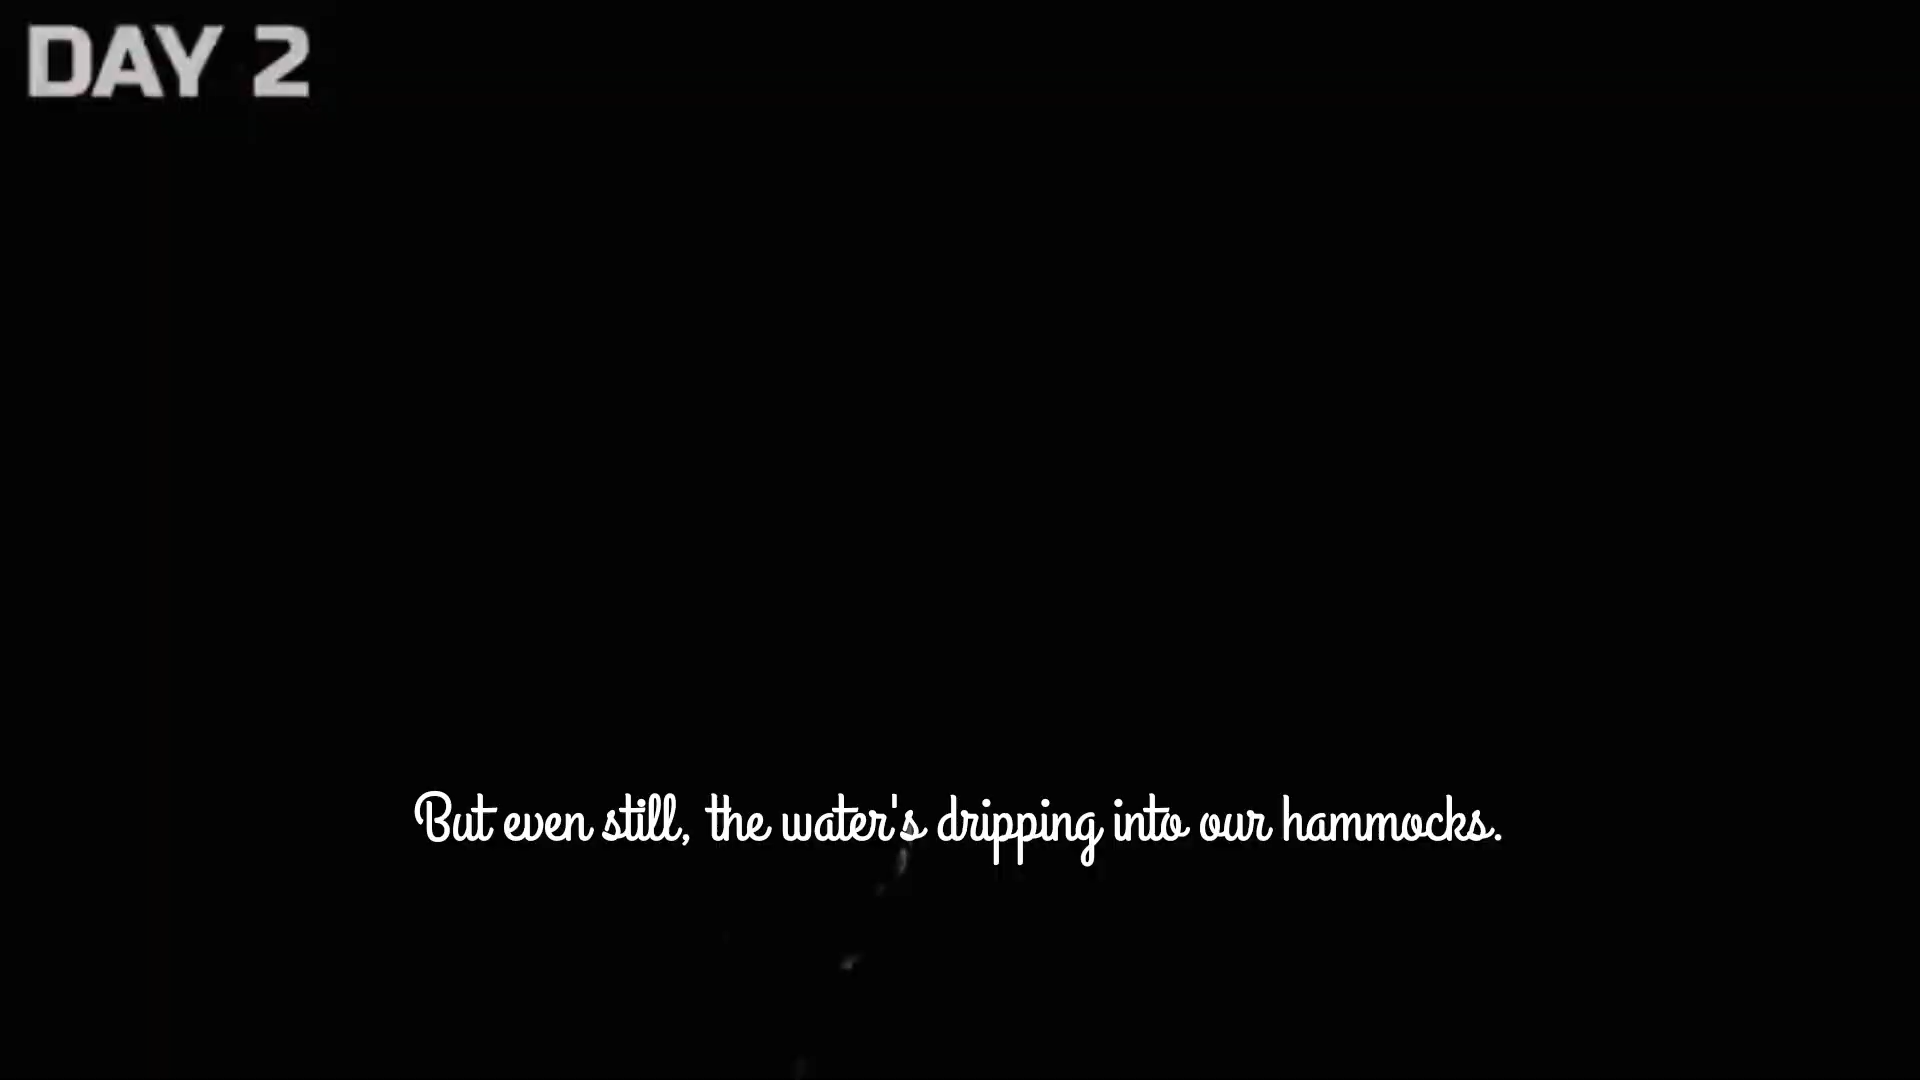 DAY 2
But even still, the water's dripping into our hammocks.